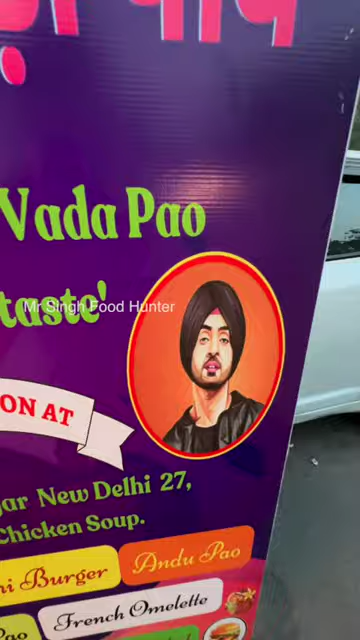 Vada Pao
taste'
Mr Singh Food Hunter
ON AT
New Delhi 27,
Chicken Soup.
Burger
Andu Pao
Pao
French Omelette